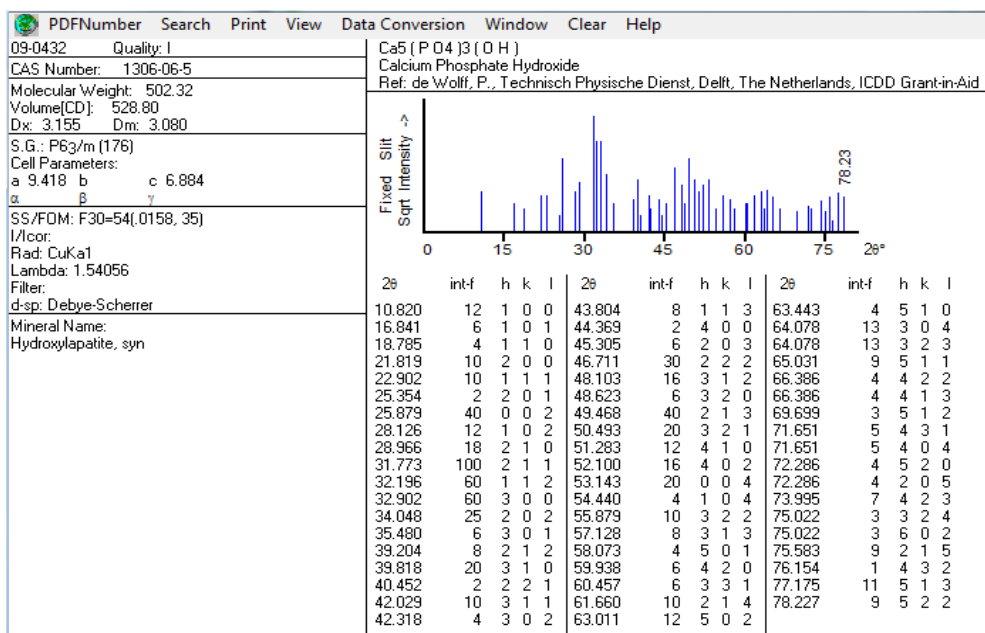 PDFNumber Search Print View Data Conversion Window Clear Help
09-0432 Quality: I
CAS Number: 1306-06-5
Molecular Weight: 502.32
Volume[CD]: 528.80
Dx: 3.155 Dm: 3.080
S.G.: P63/m (176)
Cell Parameters:
a 9.418 b c 6.884
α β γ
SS/FOM: F30=54(.0158, 35)
I/Icor:
Rad: CuKa1
Lambda: 1.54056
Filter:
d-sp: Debye-Scherrer
Mineral Name:
Hydroxylapatite, syn
Ca5 ( P O4 )3 ( O H )
Calcium Phosphate Hydroxide
Ref: de Wolff, P., Technisch Physische Dienst, Delft, The Netherlands, ICDD Grant-in-Aid
Fixed Slit
Sqrt Intensity ->
78.23
0 15 30 45 60 75 2θ°
2θ int-f h k l 2θ int-f h k l 2θ int-f h k l
10.820 12 1 0 0 43.804 8 1 1 3 63.443 4 5 1 0
16.841 6 1 0 1 44.369 2 4 0 0 64.078 13 3 0 4
18.785 4 1 1 0 45.305 6 2 0 3 64.078 13 3 2 3
21.819 10 2 0 0 46.711 30 2 2 2 65.031 9 5 1 1
22.902 10 1 1 1 48.103 16 3 1 2 66.386 4 4 2 2
25.354 2 2 0 1 48.623 6 3 2 0 66.386 4 4 1 3
25.879 40 0 0 2 49.468 40 2 1 3 69.699 3 5 1 2
28.126 12 1 0 2 50.493 20 3 2 1 71.651 5 4 3 1
28.966 18 2 1 0 51.283 12 4 1 0 71.651 5 4 0 4
31.773 100 2 1 1 52.100 16 4 0 2 72.286 4 5 2 0
32.196 60 1 1 2 53.143 20 0 0 4 72.286 4 2 0 5
32.902 60 3 0 0 54.440 4 1 0 4 73.995 7 4 2 3
34.048 25 2 0 2 55.879 10 3 2 2 75.022 3 3 2 4
35.480 6 3 0 1 57.128 8 3 1 3 75.022 3 6 0 2
39.204 8 2 1 2 58.073 4 5 0 1 75.583 9 2 1 5
39.818 20 3 1 0 59.938 6 4 2 0 76.154 1 4 3 2
40.452 2 2 2 1 60.457 6 3 3 1 77.175 11 5 1 3
42.029 10 3 1 1 61.660 10 2 1 4 78.227 9 5 2 2
42.318 4 3 0 2 63.011 12 5 0 2